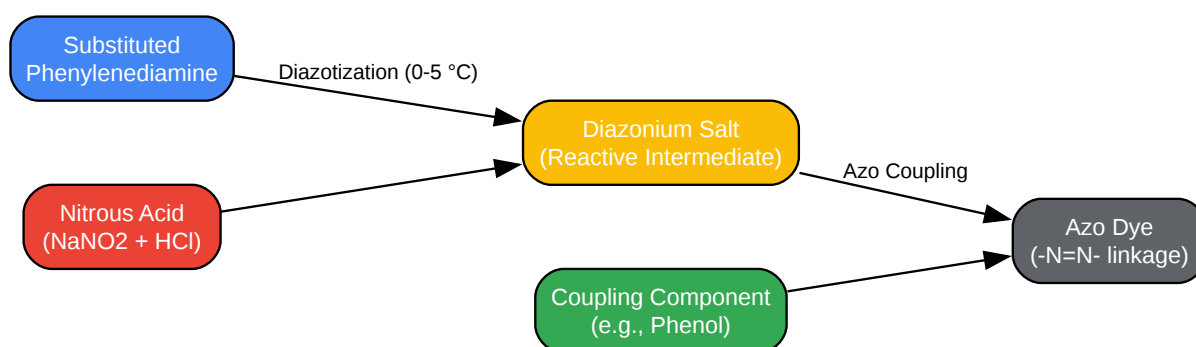 Substituted
Phenylenediamine
Diazotization (0-5 °C)
Diazonium Salt
(Reactive Intermediate)
Nitrous Acid
(NaNO2 + HCl)
Azo Coupling
Azo Dye
(-N=N- linkage)
Coupling Component
(e.g., Phenol)